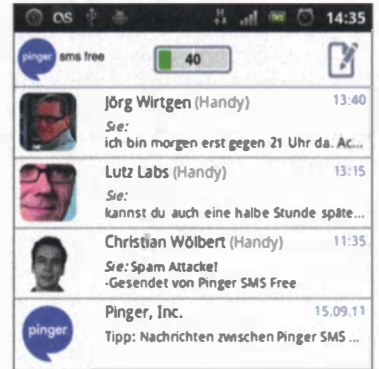 14:35
pinger sms free 40
Jörg Wirtgen (Handy) 13:40
Sie:
ich bin morgen erst gegen 21 Uhr da. Ac...
Lutz Labs (Handy) 13:15
Sie:
kannst du auch eine halbe Stunde späte...
Christian Wölbert (Handy) 11:35
Sie: Spam Attacke!
-Gesendet von Pinger SMS Free
Pinger, Inc. 15.09.11
pinger Tipp: Nachrichten zwischen Pinger SMS ...